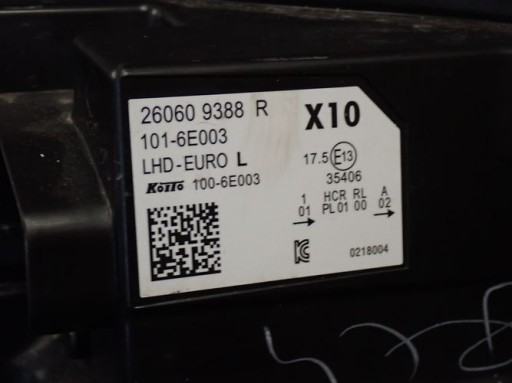 26060 9388 R X10
101-6E003
LHD-EURO L 17.5 E13
KOITO 100-6E003 35406
1 HCR RL A
01 PL 01 00 02
0218004